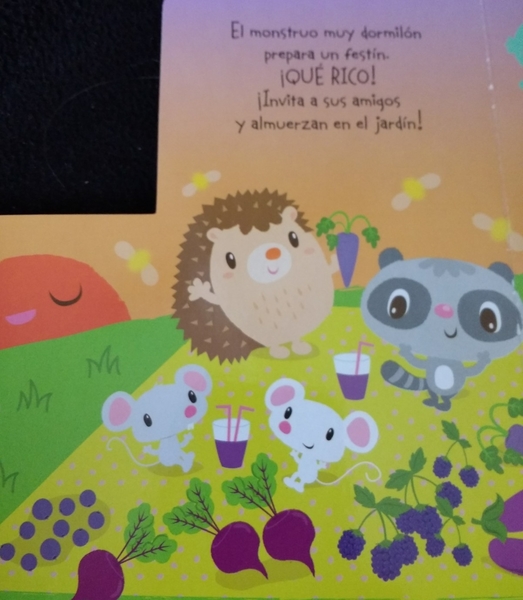 El monstruo muy dormilón
prepara un festín.
¡QUÉ RICO!
¡Invita a sus amigos
y almuerzan en el jardín!